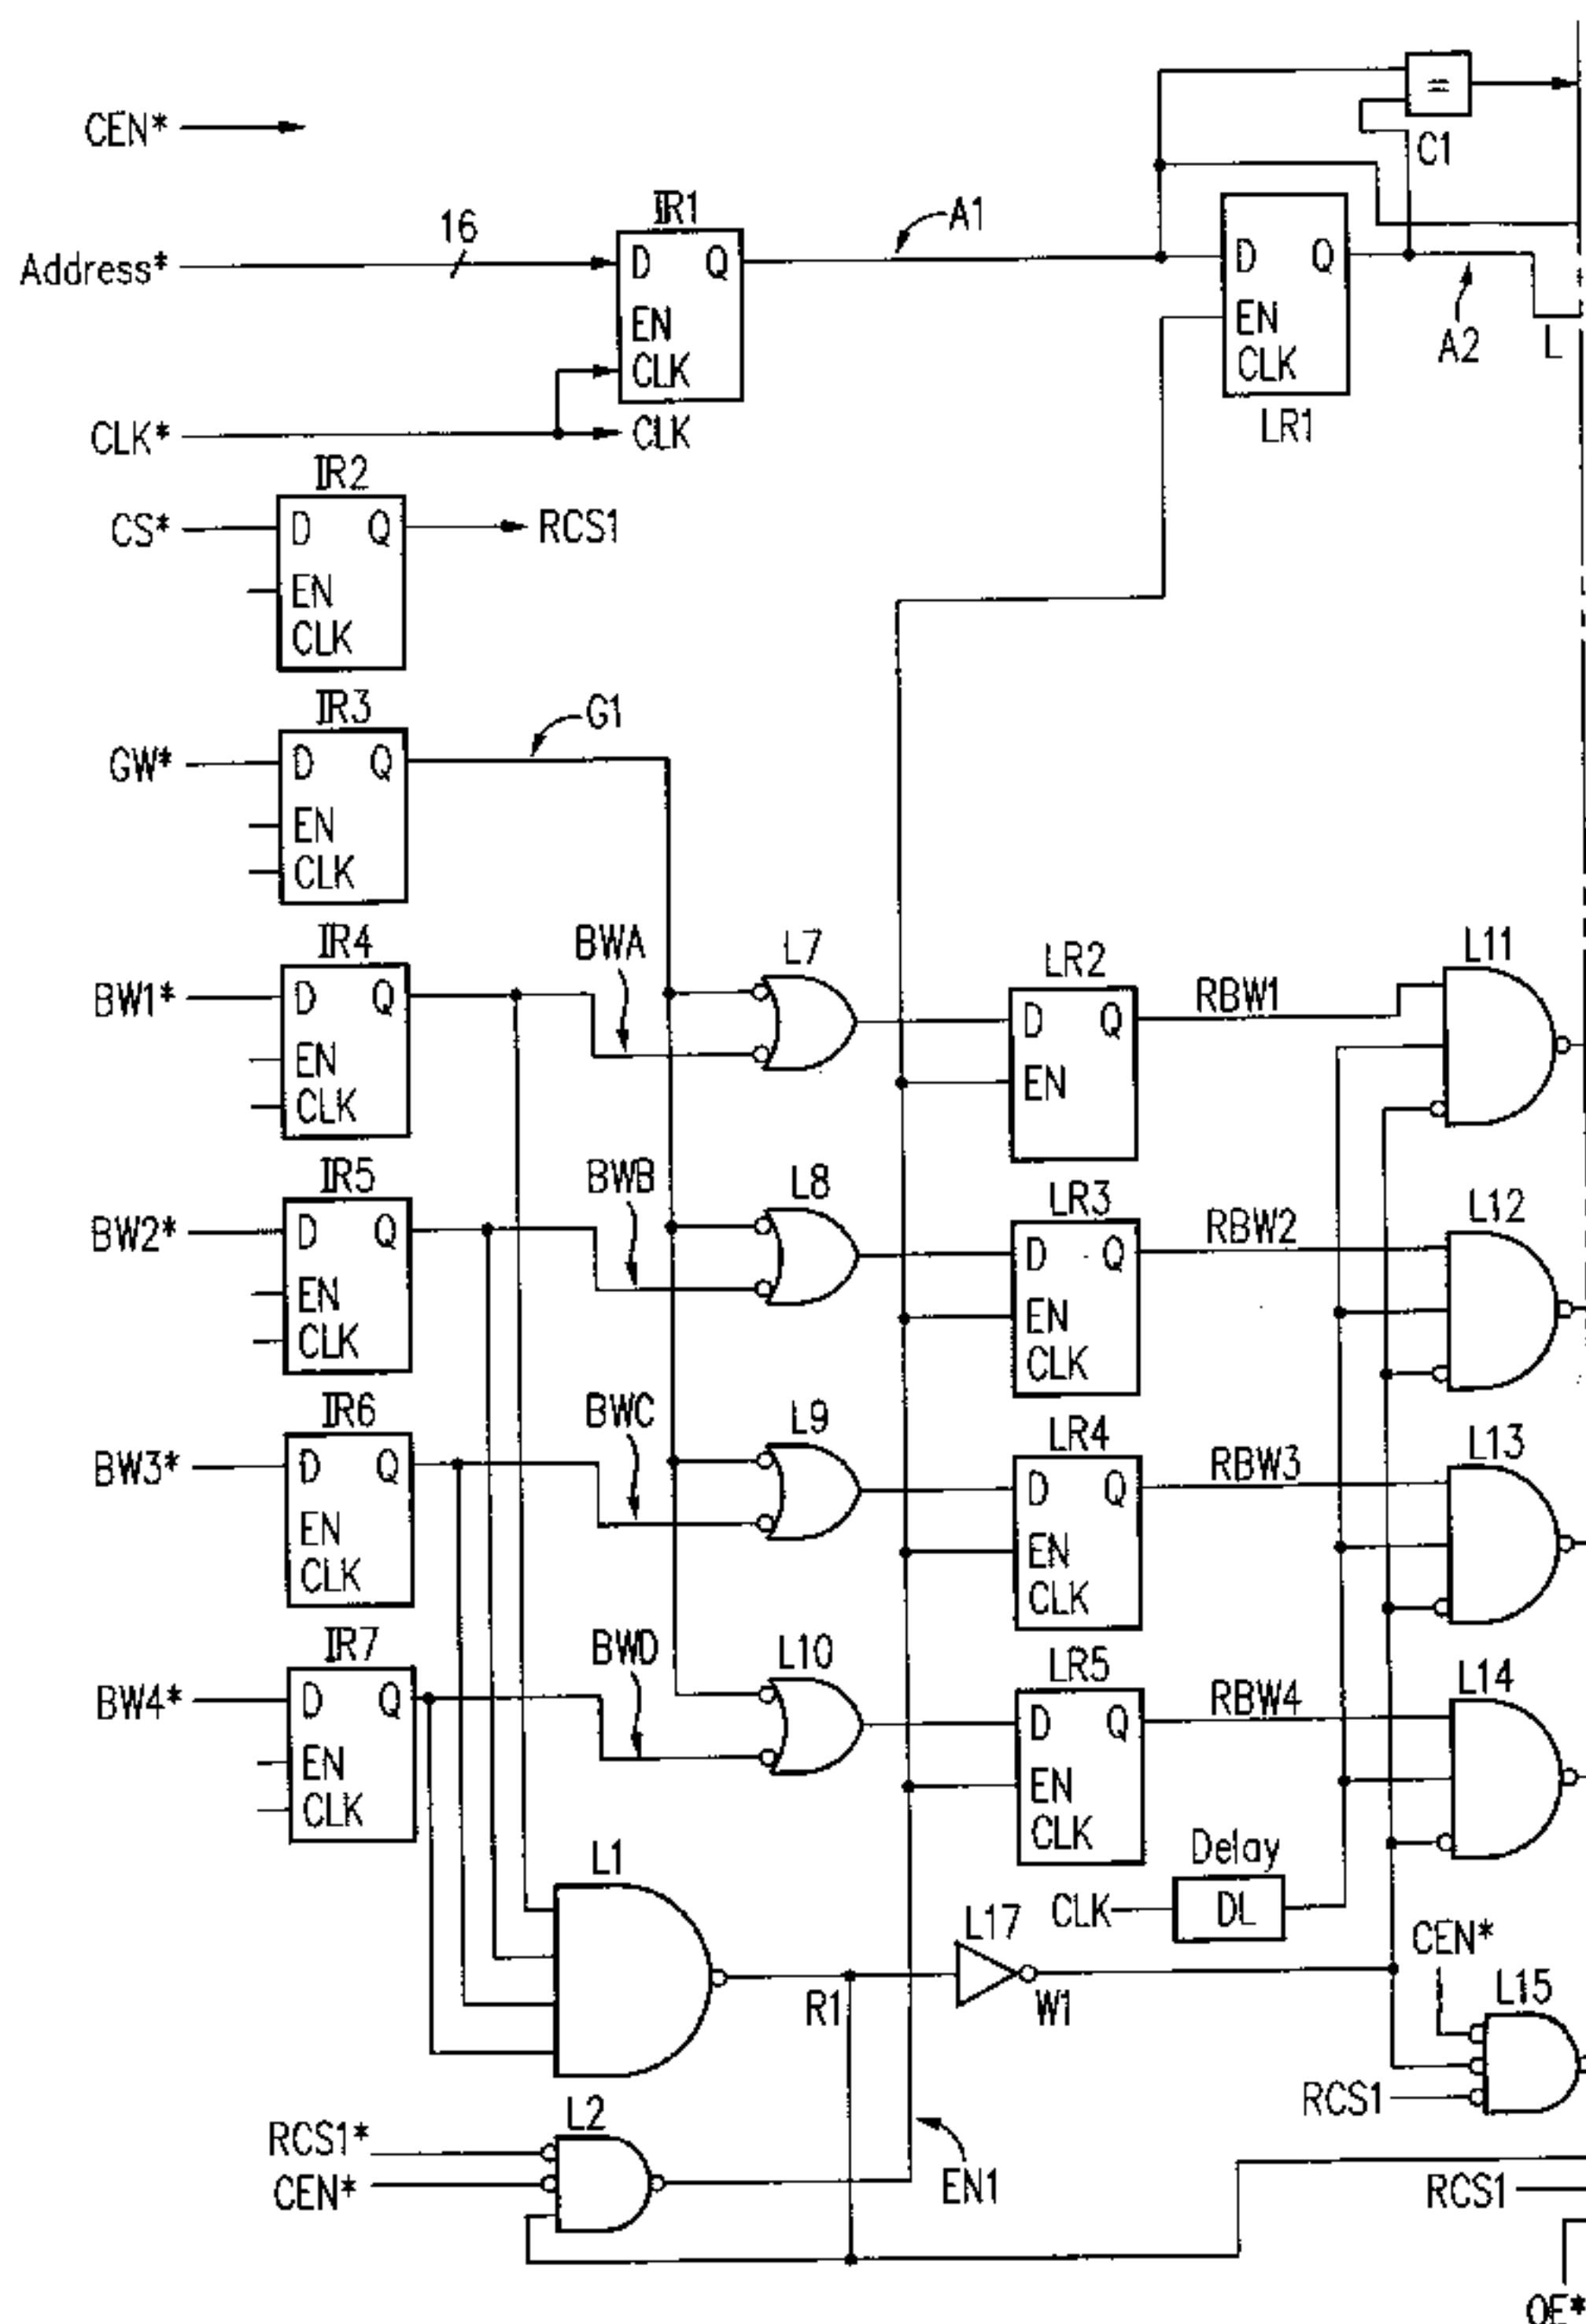 =
C1
CEN*
Address*
16
IR1
D Q
EN
CLK
A1
D Q
EN
CLK
LR1
A2
L
CLK*
CLK
IR2
CS*
D Q
RCS1
EN
CLK
IR3
GW*
D Q
EN
CLK
G1
IR4
BW1*
D Q
EN
CLK
BWA
L7
LR2
D Q
EN
RBW1
L11
IR5
BW2*
D Q
EN
CLK
BWB
L8
LR3
D Q
EN
CLK
RBW2
L12
IR6
BW3*
D Q
EN
CLK
BWC
L9
LR4
D Q
EN
CLK
RBW3
L13
IR7
BW4*
D Q
EN
CLK
BWD
L10
LR5
D Q
EN
CLK
RBW4
L14
L1
Delay
CLK
DL
L17
R1
W1
CEN*
L15
RCS1
L2
RCS1*
CEN*
EN1
RCS1
OE*